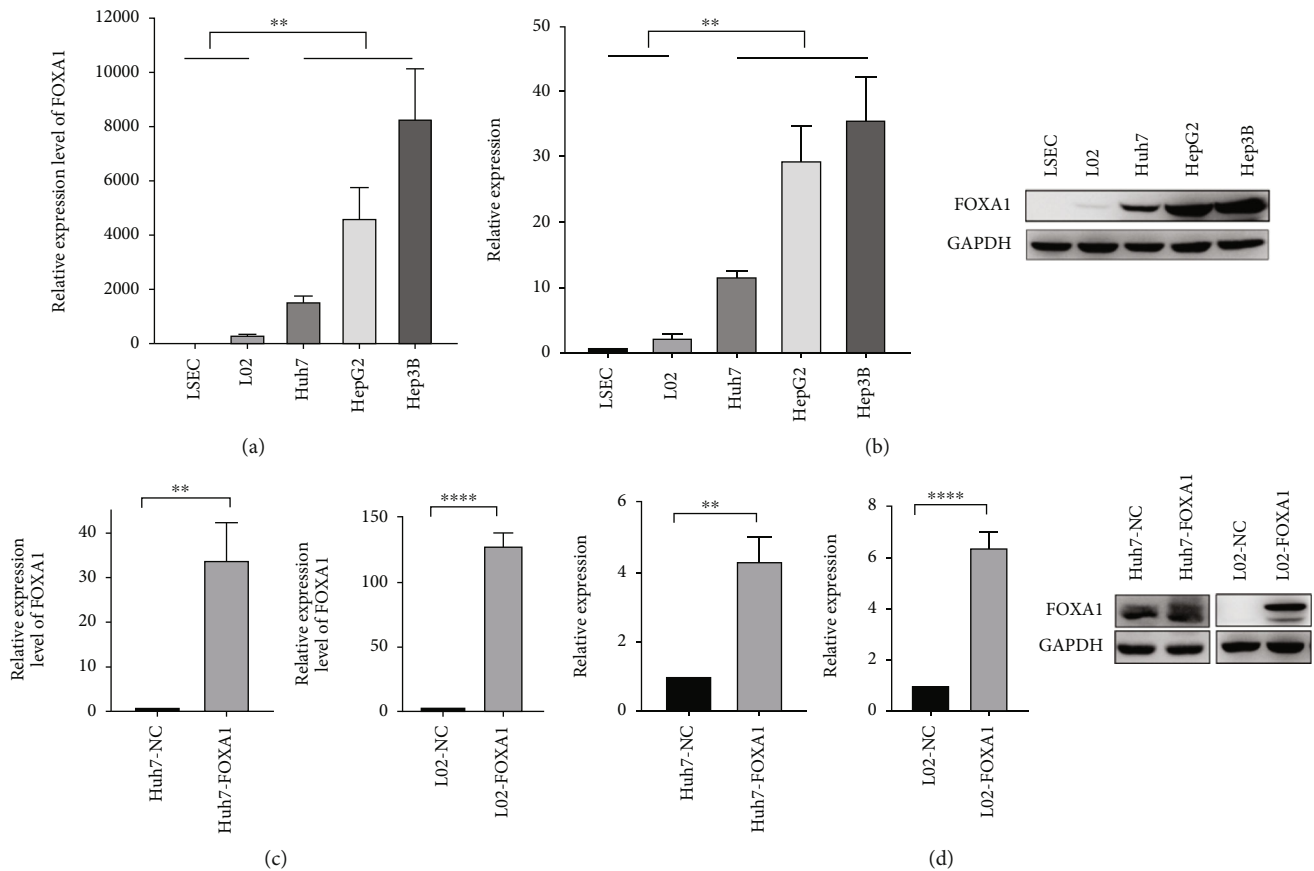 Relative expression level of FOXA1
12000
10000
8000
6000
4000
2000
0
**
LSEC
L02
Huh7
HepG2
Hep3B
(a)
Relative expression
50
40
30
20
10
0
**
LSEC
L02
Huh7
HepG2
Hep3B
LSEC
L02
Huh7
HepG2
Hep3B
FOXA1
GAPDH
(b)
Relative expression
level of FOXA1
40
30
20
10
0
**
Huh7-NC
Huh7-FOXA1
Relative expression
level of FOXA1
150
100
50
0
****
L02-NC
L02-FOXA1
(c)
Relative expression
6
4
2
0
**
Huh7-NC
Huh7-FOXA1
Relative expression
8
6
4
2
0
****
L02-NC
L02-FOXA1
Huh7-NC
Huh7-FOXA1
L02-NC
L02-FOXA1
FOXA1
GAPDH
(d)